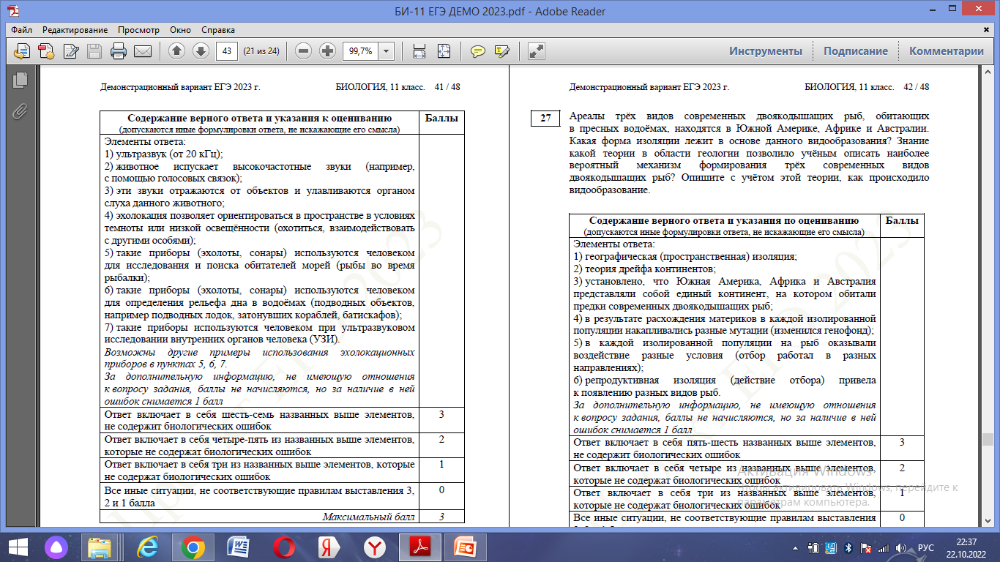 БИ-11 ЕГЭ ДЕМО 2023.pdf - Adobe Reader
Файл Редактирование Просмотр Окно Справка
43 (21 из 24) 99,7% Инструменты Подписание Комментарии
Демонстрационный вариант ЕГЭ 2023 г. БИОЛОГИЯ, 11 класс. 41 / 48
Содержание верного ответа и указания к оцениванию Баллы
(допускаются иные формулировки ответа, не искажающие его смысла)
Элементы ответа:
1) ультразвук (от 20 кГц);
2) животное испускает высокочастотные звуки (например,
с помощью голосовых связок);
3) эти звуки отражаются от объектов и улавливаются органом
слуха данного животного;
4) эхолокация позволяет ориентироваться в пространстве в условиях
темноты или низкой освещённости (охотиться, взаимодействовать
с другими особями);
5) такие приборы (эхолоты, сонары) используются человеком
для исследования и поиска обитателей морей (рыбы во время
рыбалки);
6) такие приборы (эхолоты, сонары) используются человеком
для определения рельефа дна в водоёмах (подводных объектов,
например подводных лодок, затонувших кораблей, батискафов);
7) такие приборы используются человеком при ультразвуковом
исследовании внутренних органов человека (УЗИ).
Возможны другие примеры использования эхолокационных
приборов в пунктах 5, 6, 7.
За дополнительную информацию, не имеющую отношения
к вопросу задания, баллы не начисляются, но за наличие в ней
ошибок снимается 1 балл
Ответ включает в себя шесть-семь названных выше элементов, 3
не содержит биологических ошибок
Ответ включает в себя четыре-пять из названных выше элементов, 2
которые не содержат биологических ошибок
Ответ включает в себя три из названных выше элементов, которые 1
не содержат биологических ошибок
Все иные ситуации, не соответствующие правилам выставления 3, 0
2 и 1 балла
Максимальный балл 3
Демонстрационный вариант ЕГЭ 2023 г. БИОЛОГИЯ, 11 класс. 42 / 48
27 Ареалы трёх видов современных двоякодышащих рыб, обитающих
в пресных водоёмах, находятся в Южной Америке, Африке и Австралии.
Какая форма изоляции лежит в основе данного видообразования? Знание
какой теории в области геологии позволило учёным описать наиболее
вероятный механизм формирования трёх современных видов
двоякодышащих рыб? Опишите с учётом этой теории, как происходило
видообразование.
Содержание верного ответа и указания по оцениванию Баллы
(допускаются иные формулировки ответа, не искажающие его смысла)
Элементы ответа:
1) географическая (пространственная) изоляция;
2) теория дрейфа континентов;
3) установлено, что Южная Америка, Африка и Австралия
представляли собой единый континент, на котором обитали
предки современных двоякодышащих рыб;
4) в результате расхождения материков в каждой изолированной
популяции накапливались разные мутации (изменился генофонд);
5) в каждой изолированной популяции на рыб оказывали
воздействие разные условия (отбор работал в разных
направлениях);
6) репродуктивная изоляция (действие отбора) привела
к появлению разных видов рыб.
За дополнительную информацию, не имеющую отношения
к вопросу задания, баллы не начисляются, но за наличие в ней
ошибок снимается 1 балл
Ответ включает в себя пять-шесть названных выше элементов, 3
не содержит биологических ошибок
Ответ включает в себя четыре из названных выше элементов, 2
которые не содержат биологических ошибок
Ответ включает в себя три из названных выше элементов, 1
которые не содержат биологических ошибок
Все иные ситуации, не соответствующие правилам выставления 0
Активация Windows
Чтобы активировать Windows, перейдите к
параметрам компьютера.
РУС
22:37
22.10.2022